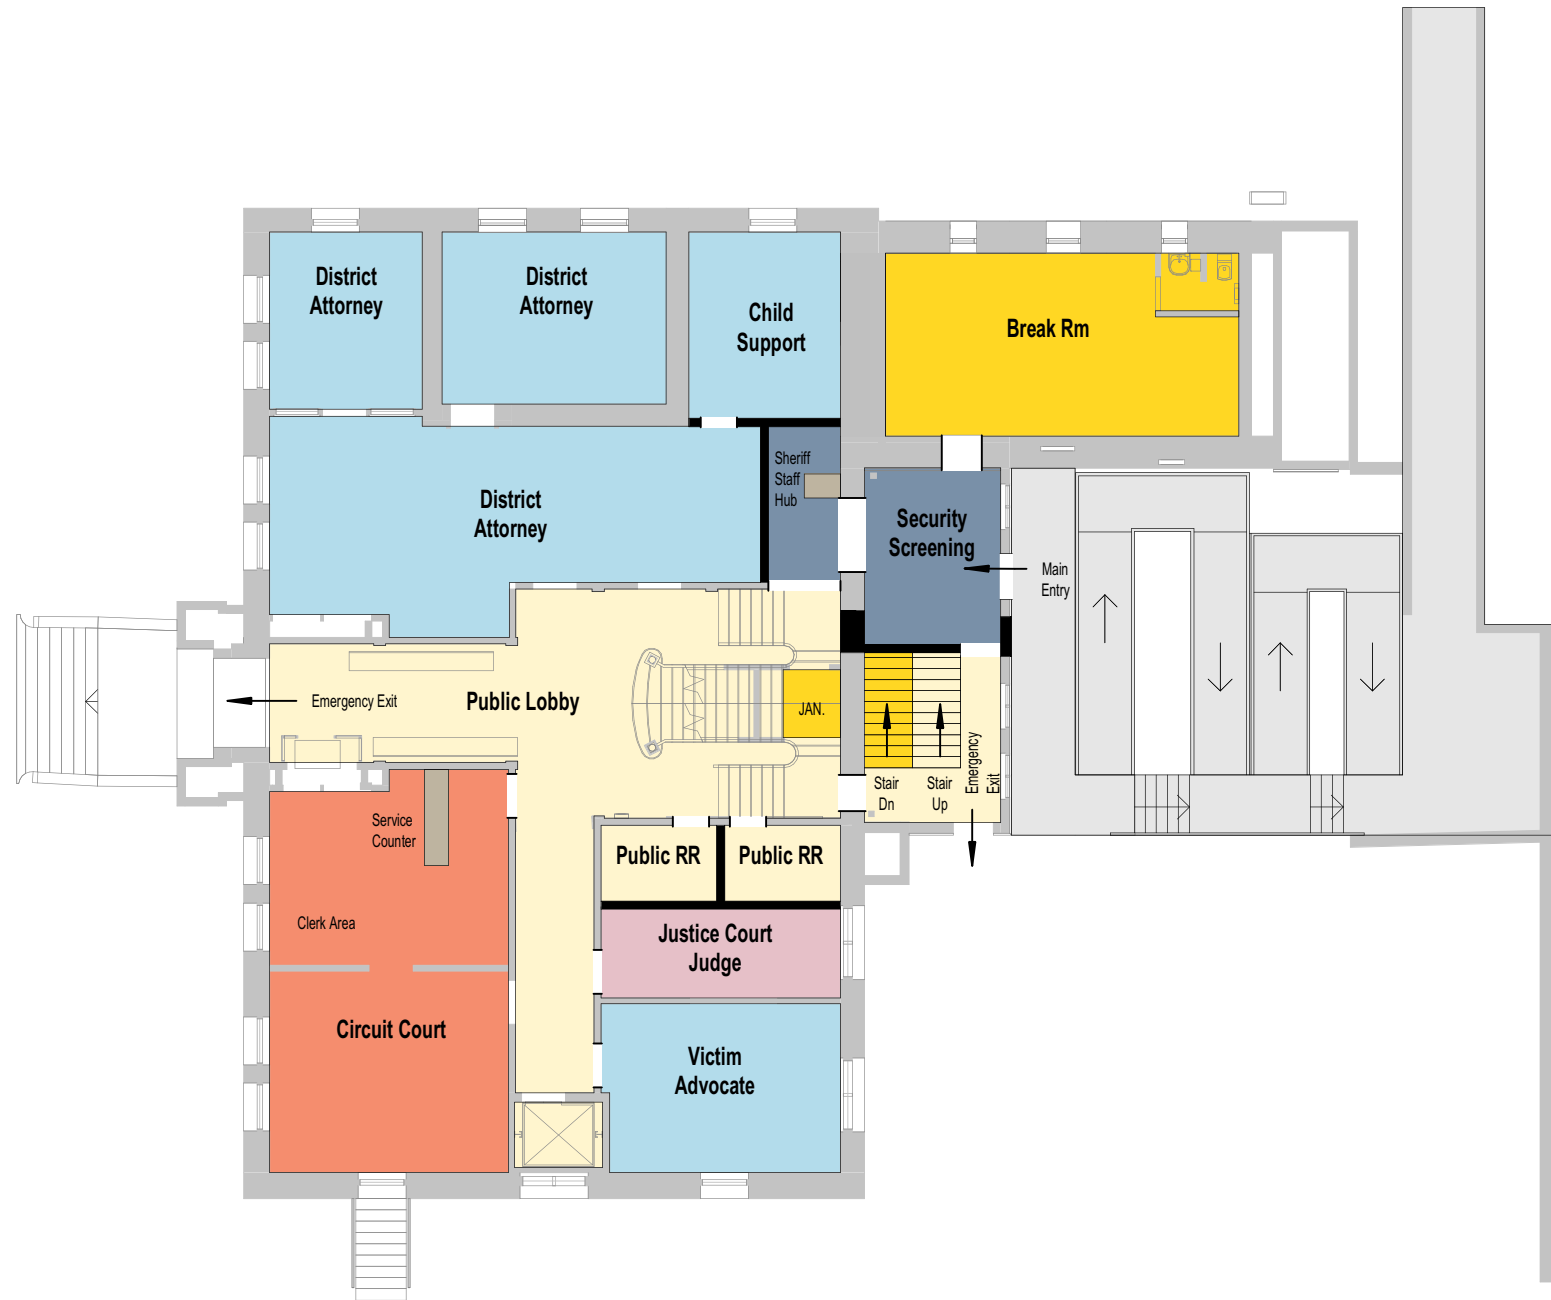 District
Attorney
District
Attorney
Child
Support
Break Rm
Sheriff
Staff
Hub
District
Attorney
Security
Screening
Main
Entry
Emergency Exit
Public Lobby
JAN.
Stair
Dn
Stair
Up
Emergency
Exit
Service
Counter
Public RR
Public RR
Clerk Area
Justice Court
Judge
Circuit Court
Victim
Advocate